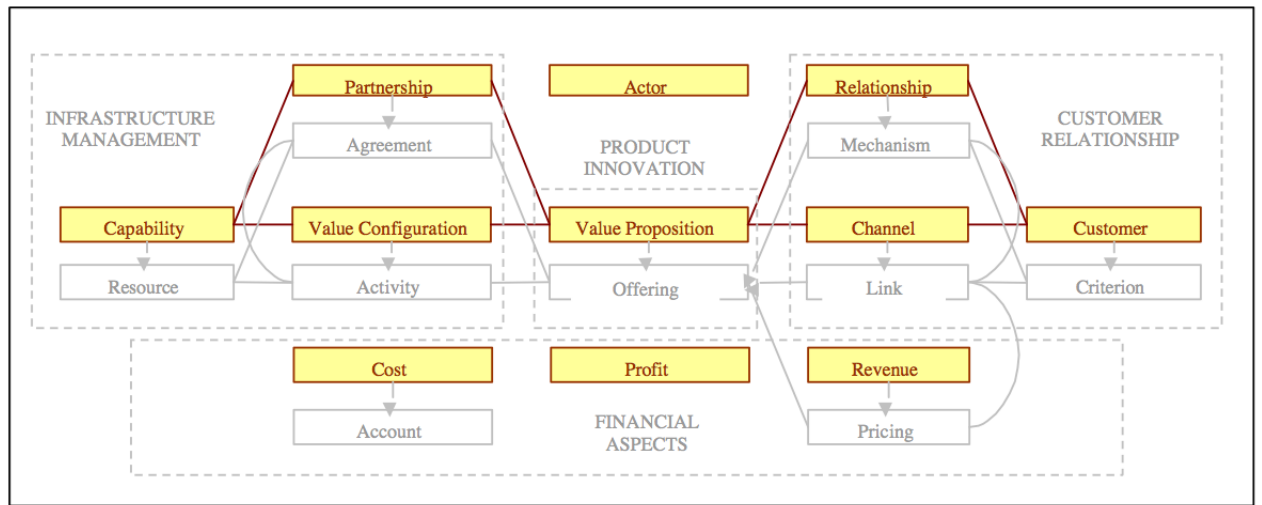 Partnership
Actor
Relationship
INFRASTRUCTURE
MANAGEMENT
CUSTOMER
RELATIONSHIP
Agreement
PRODUCT
INNOVATION
Mechanism
Capability
Value Configuration
Value Proposition
Channel
Customer
Resource
Activity
Offering
Link
Criterion
Cost
Profit
Revenue
Account
FINANCIAL
ASPECTS
Pricing